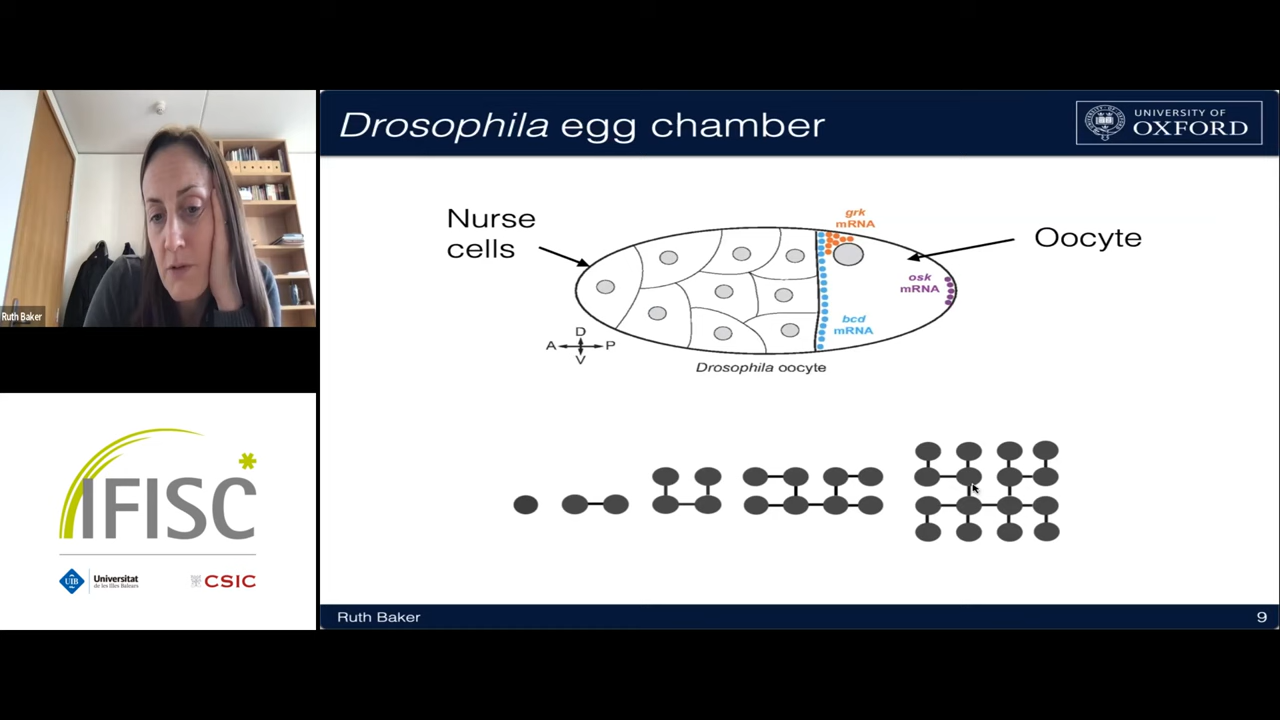 Drosophila egg chamber
UNIVERSITY OF
OXFORD
Nurse
cells
grk
mRNA
Oocyte
osk
mRNA
bcd
mRNA
D
A
P
V
Drosophila oocyte
Ruth Baker
IFISC
UIB
Universitat
de les Illes Balears
CSIC
Ruth Baker
9